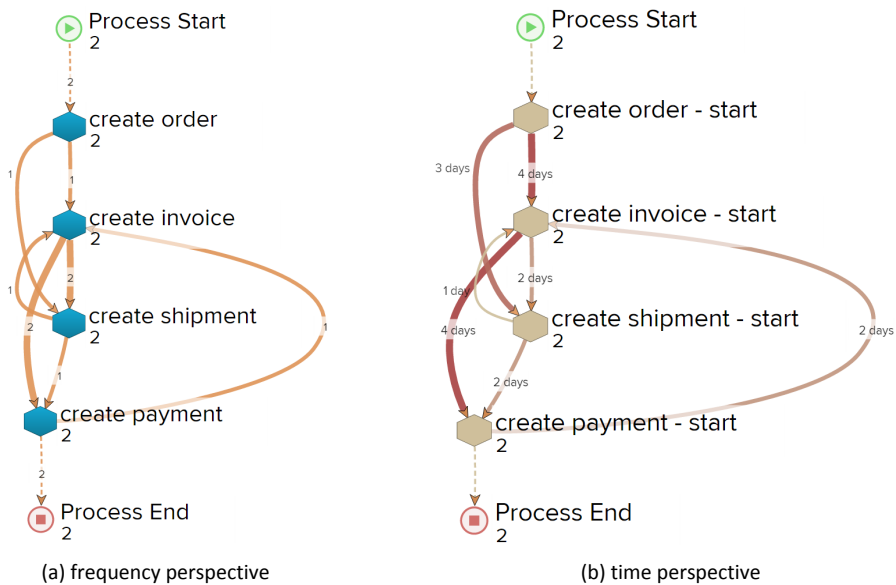 Process Start
2
2
create order
2
1
1
create invoice
2
2
1
2
create shipment
2
1
1
create payment
2
2
Process End
2
(a) frequency perspective
Process Start
2
create order - start
2
3 days
4 days
create invoice - start
2
2 days
1 day
create shipment - start
2
4 days
2 days
2 days
create payment - start
2
Process End
2
(b) time perspective